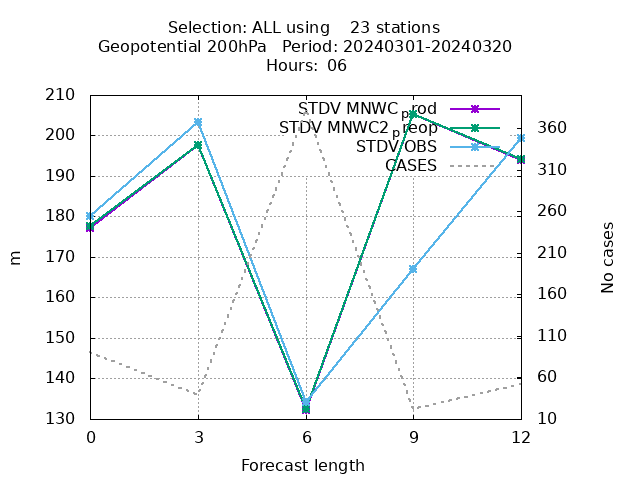 Selection: ALL using    23 stations
Geopotential 200hPa   Period: 20240301-20240320
Hours:  06
STDV MNWCprod
STDV MNWC2preop
STDV OBS
CASES
210
200
190
180
170
160
150
140
130
360
310
260
210
160
110
60
10
m
No cases
0 3 6 9 12
Forecast length